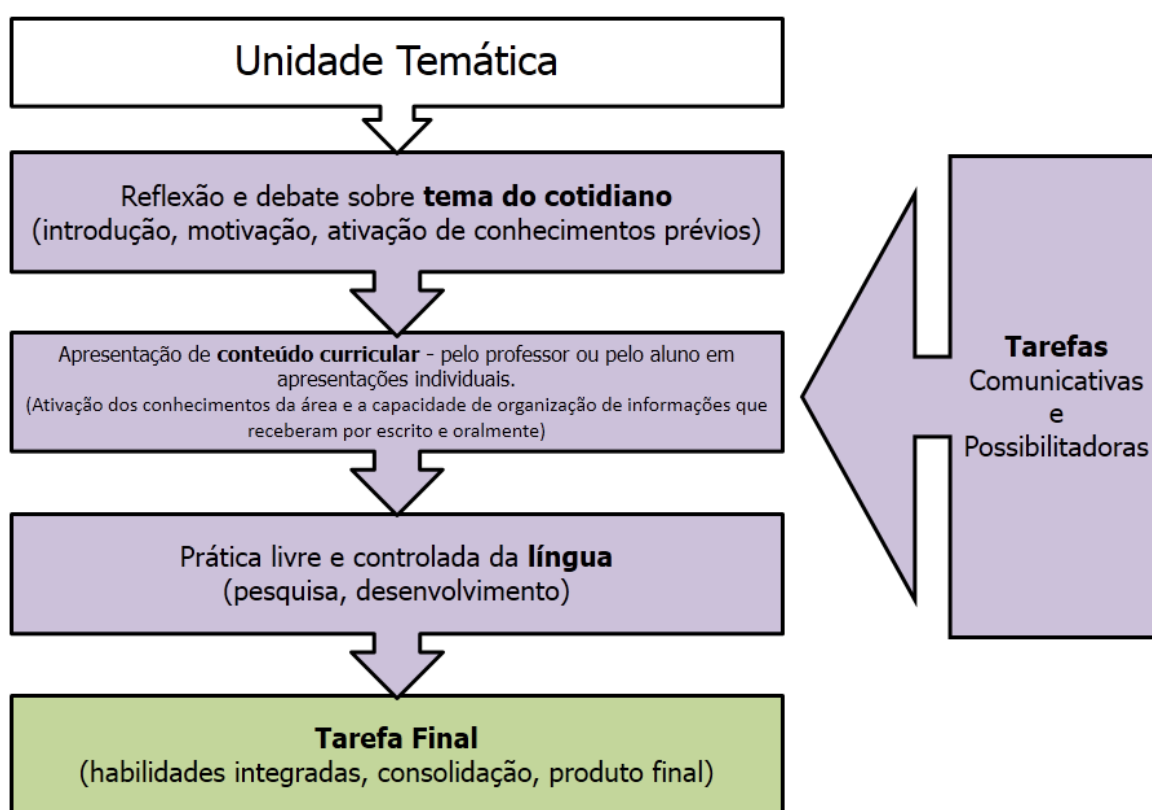 Unidade Temática
Reflexão e debate sobre tema do cotidiano
(introdução, motivação, ativação de conhecimentos prévios)
Apresentação de conteúdo curricular - pelo professor ou pelo aluno em
apresentações individuais.
(Ativação dos conhecimentos da área e a capacidade de organização de informações que
receberam por escrito e oralmente)
Prática livre e controlada da língua
(pesquisa, desenvolvimento)
Tarefa Final
(habilidades integradas, consolidação, produto final)
Tarefas
Comunicativas
e
Possibilitadoras